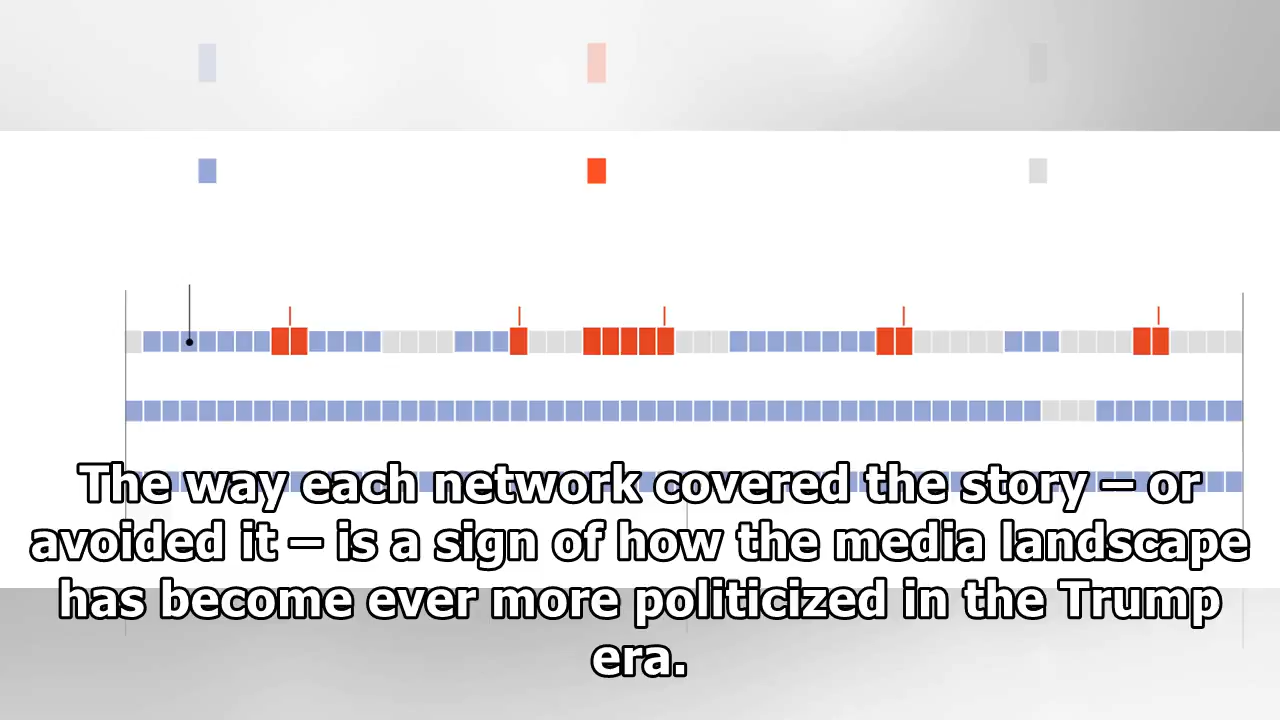 The way each network covered the story – or
avoided it – is a sign of how the media landscape
has become ever more politicized in the Trump
era.